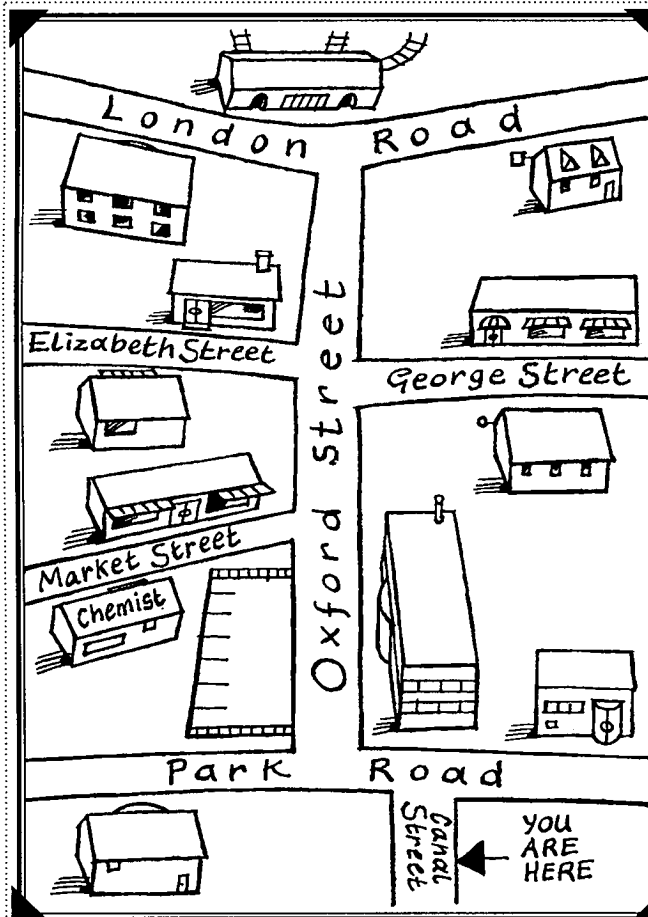 London Road
Elizabeth Street
Oxford Street
George Street
Market Street
Chemist
Park Road
Canal
Street
YOU
ARE
HERE